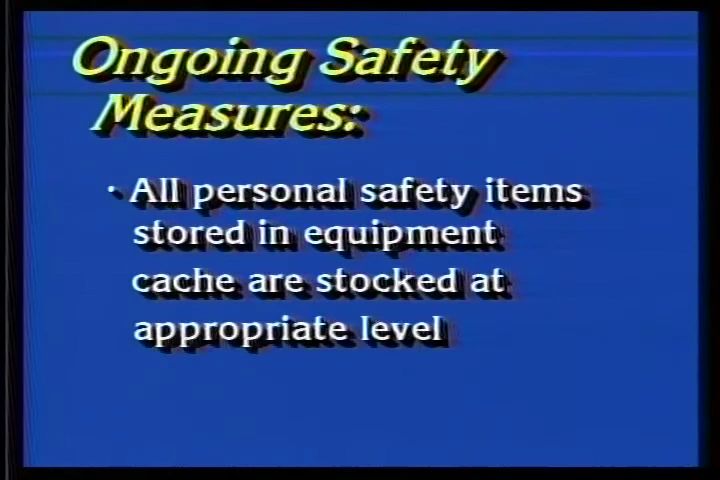 Ongoing Safety
Measures:
· All personal safety items
stored in equipment
cache are stocked at
appropriate level